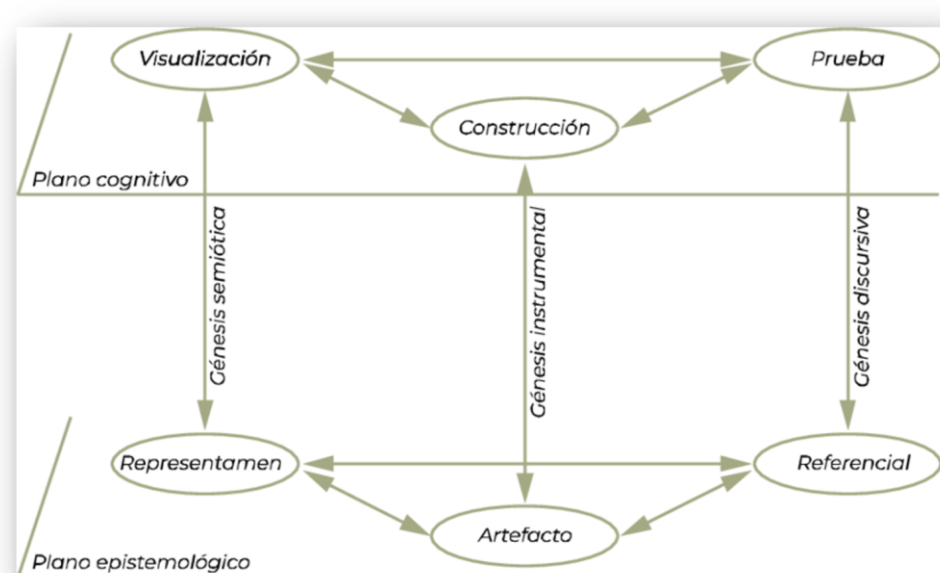 Visualización
Prueba
Construcción
Plano cognitivo
Génesis semiótica
Génesis instrumental
Génesis discursiva
Representamen
Referencial
Artefacto
Plano epistemológico